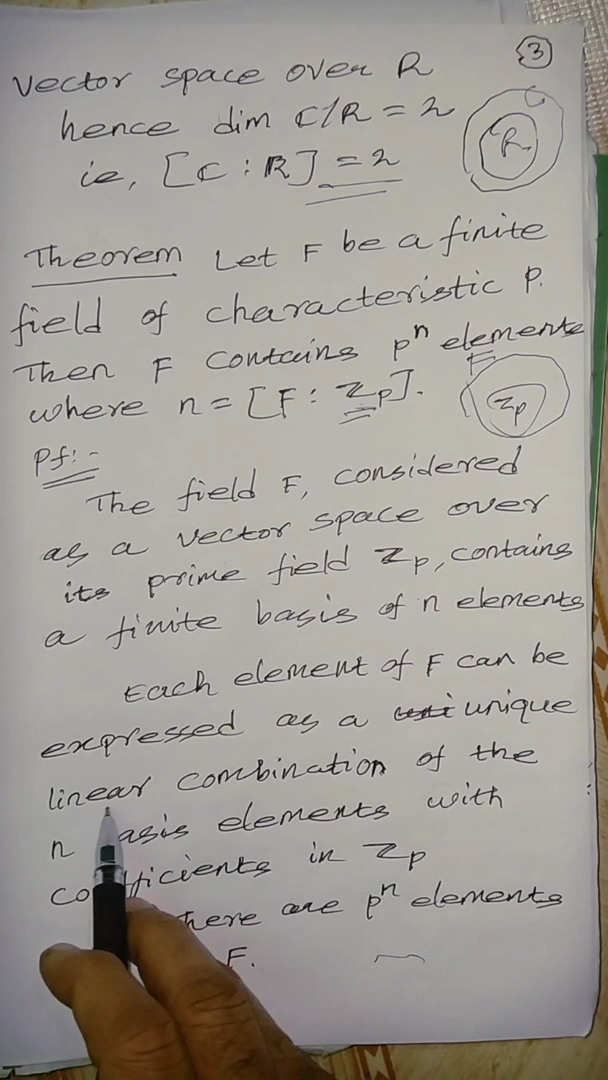 3
Vector space over R
hence dim C/R = 2
ie, [C : R] = 2
C
R
Theorem Let F be a finite
field of characteristic p.
Then F contains pⁿ elements
where n = [F : Zp].
F
Zp
Pf:-
The field F, considered
as a vector space over
its prime field Zp, contains
a finite basis of n elements
Each element of F can be
expressed as a unique
linear combination of the
n basis elements with
coefficients in Zp
there are pⁿ elements
F.